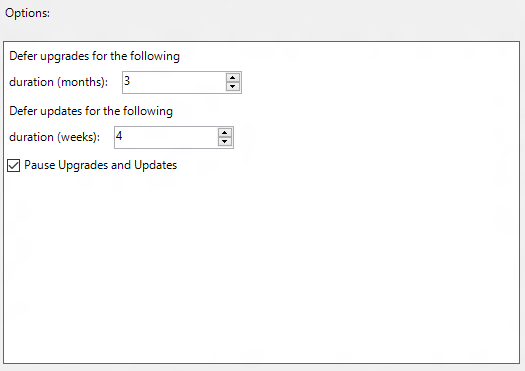 Options:
Defer upgrades for the following
duration (months): 3
Defer updates for the following
duration (weeks): 4
Pause Upgrades and Updates